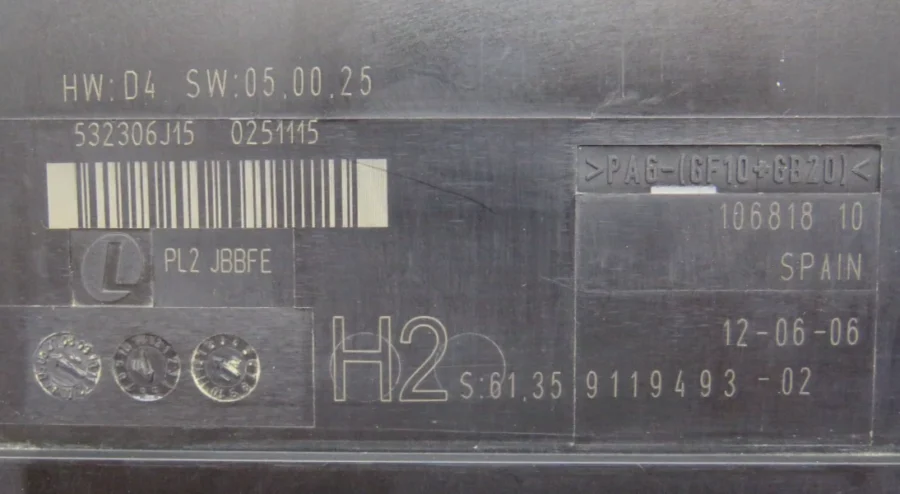 HW:D4 SW:05.00.25
532306J15 0251115
>PA6-(GF10+GB20)<
106818 10
L PL2 JBBFE
SPAIN
12-06-06
H2 S:61.35 9119493-02